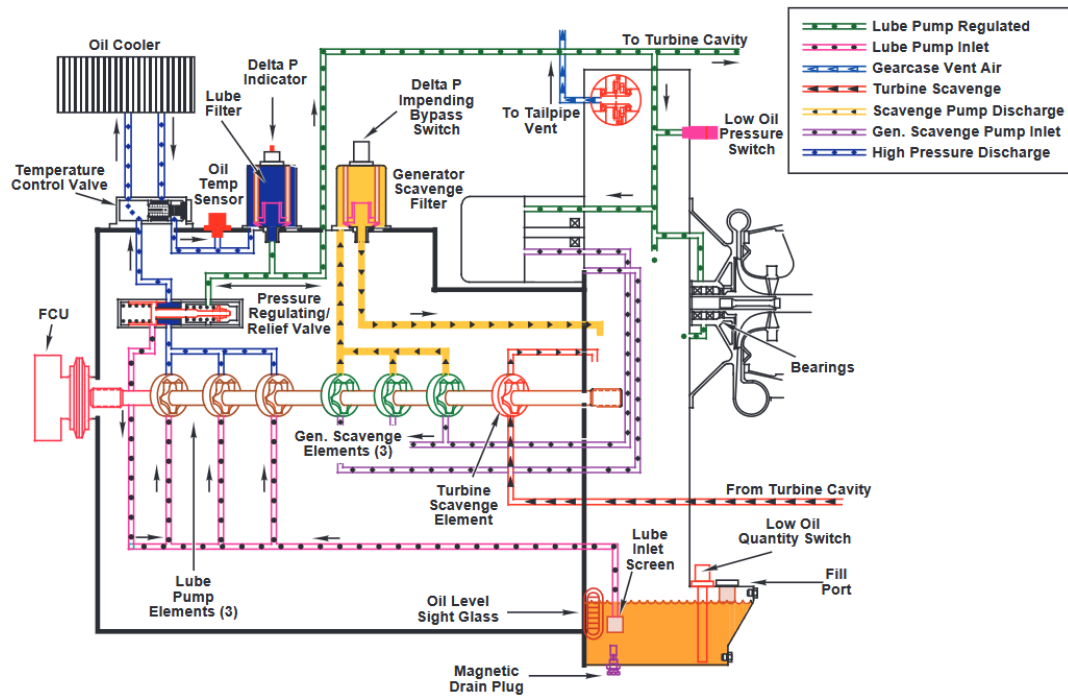 Oil Cooler
Delta P
Indicator
Lube
Filter
Delta P
Impending
Bypass
Switch
To Turbine Cavity
To Tailpipe
Vent
Low Oil
Pressure
Switch
Lube Pump Regulated
Lube Pump Inlet
Gearcase Vent Air
Turbine Scavenge
Scavenge Pump Discharge
Gen. Scavenge Pump Inlet
High Pressure Discharge
Temperature
Control Valve
Oil
Temp
Sensor
Generator
Scavenge
Filter
Pressure
Regulating/
Relief Valve
FCU
Bearings
Gen. Scavenge
Elements (3)
Turbine
Scavenge
Element
From Turbine Cavity
Low Oil
Quantity Switch
Lube
Inlet
Screen
Fill
Port
Lube
Pump
Elements (3)
Oil Level
Sight Glass
Magnetic
Drain Plug